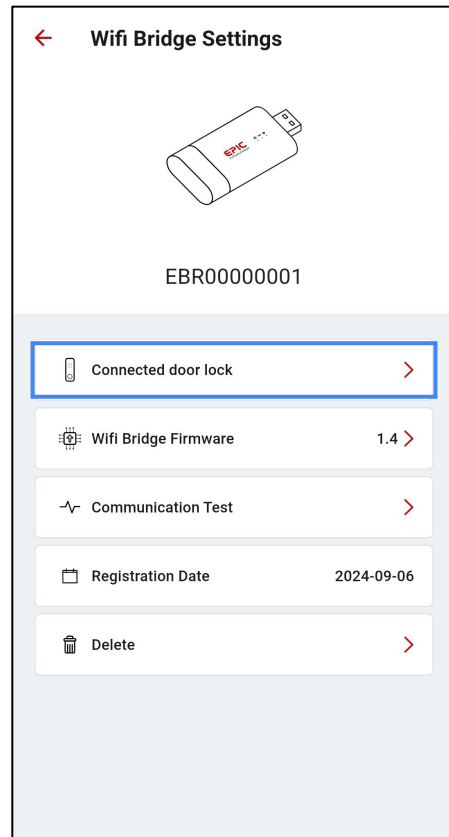 Wifi Bridge Settings
EPIC
EBR00000001
Connected door lock
Wifi Bridge Firmware 1.4
Communication Test
Registration Date 2024-09-06
Delete